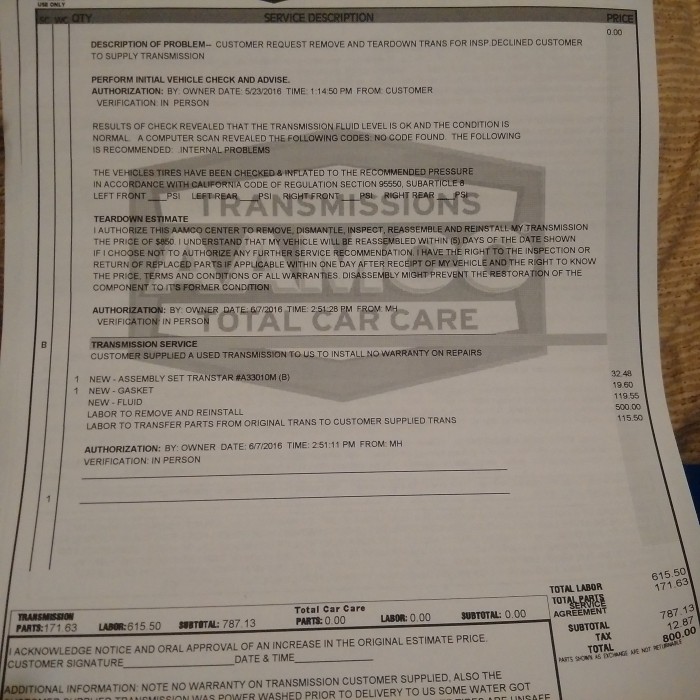 USE ONLY
SC WC QTY SERVICE DESCRIPTION PRICE
0.00
DESCRIPTION OF PROBLEM-- CUSTOMER REQUEST REMOVE AND TEARDOWN TRANS FOR INSP DECLINED CUSTOMER
TO SUPPLY TRANSMISSION
PERFORM INITIAL VEHICLE CHECK AND ADVISE.
AUTHORIZATION: BY: OWNER DATE: 5/23/2016 TIME: 1:14:50 PM FROM: CUSTOMER
VERIFICATION: IN PERSON
RESULTS OF CHECK REVEALED THAT THE TRANSMISSION FLUID LEVEL IS OK AND THE CONDITION IS
NORMAL. A COMPUTER SCAN REVEALED THE FOLLOWING CODES: NO CODE FOUND. THE FOLLOWING
IS RECOMMENDED: INTERNAL PROBLEMS
THE VEHICLES TIRES HAVE BEEN CHECKED & INFLATED TO THE RECOMMENDED PRESSURE
IN ACCORDANCE WITH CALIFORNIA CODE OF REGULATION SECTION 95550, SUBARTICLE 8
LEFT FRONT___PSI LEFT REAR___PSI RIGHT FRONT___PSI RIGHT REAR___PSI
TRANSMISSIONS
TEARDOWN ESTIMATE
I AUTHORIZE THIS AAMCO CENTER TO REMOVE, DISMANTLE, INSPECT, REASSEMBLE AND REINSTALL MY TRANSMISSION
THE PRICE OF $850. I UNDERSTAND THAT MY VEHICLE WILL BE REASSEMBLED WITHIN (5) DAYS OF THE DATE SHOWN
IF I CHOOSE NOT TO AUTHORIZE ANY FURTHER SERVICE RECOMMENDATION. I HAVE THE RIGHT TO THE INSPECTION OR
RETURN OF REPLACED PARTS IF APPLICABLE WITHIN ONE DAY AFTER RECEIPT OF MY VEHICLE AND THE RIGHT TO KNOW
THE PRICE, TERMS AND CONDITIONS OF ALL WARRANTIES. DISASSEMBLY MIGHT PREVENT THE RESTORATION OF THE
COMPONENT TO IT'S FORMER CONDITION
AUTHORIZATION: BY: OWNER DATE: 6/7/2016 TIME: 2:51:28 PM FROM: MH
VERIFICATION: IN PERSON
TOTAL CAR CARE
B TRANSMISSION SERVICE
CUSTOMER SUPPLIED A USED TRANSMISSION TO US TO INSTALL NO WARRANTY ON REPAIRS
1 NEW - ASSEMBLY SET TRANSTAR #A33010M (B) 32.48
1 NEW - GASKET 19.60
NEW - FLUID 119.55
LABOR TO REMOVE AND REINSTALL 500.00
LABOR TO TRANSFER PARTS FROM ORIGINAL TRANS TO CUSTOMER SUPPLIED TRANS 115.50
AUTHORIZATION: BY: OWNER DATE: 6/7/2016 TIME: 2:51:11 PM FROM: MH
VERIFICATION: IN PERSON
1
TOTAL LABOR 615.50
TOTAL PARTS 171.63
SERVICE
AGREEMENT
SUBTOTAL 787.13
TAX 12.87
TOTAL 800.00
PARTS SHOWN AS EXCHANGE ARE NOT RETURNABLE
TRANSMISSION
PARTS: 171.63 LABOR: 615.50 SUBTOTAL: 787.13
Total Car Care
PARTS: 0.00 LABOR: 0.00 SUBTOTAL: 0.00
I ACKNOWLEDGE NOTICE AND ORAL APPROVAL OF AN INCREASE IN THE ORIGINAL ESTIMATE PRICE.
CUSTOMER SIGNATURE____ DATE & TIME____
ADDITIONAL INFORMATION: NOTE NO WARRANTY ON TRANSMISSION CUSTOMER SUPPLIED, ALSO THE
WAS POWER WASHED PRIOR TO DELIVERY TO US SOME WATER GOT